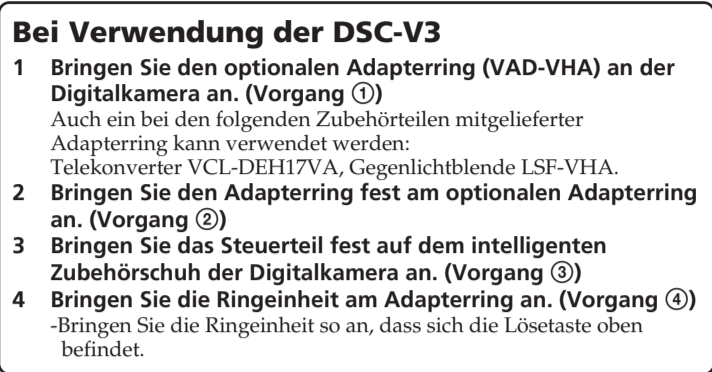 Bei Verwendung der DSC-V3
1 Bringen Sie den optionalen Adapterring (VAD-VHA) an der
Digitalkamera an. (Vorgang ①)
Auch ein bei den folgenden Zubehörteilen mitgelieferter
Adapterring kann verwendet werden:
Telekonverter VCL-DEH17VA, Gegenlichtblende LSF-VHA.
2 Bringen Sie den Adapterring fest am optionalen Adapterring
an. (Vorgang ②)
3 Bringen Sie das Steuerteil fest auf dem intelligenten
Zubehörschuh der Digitalkamera an. (Vorgang ③)
4 Bringen Sie die Ringeinheit am Adapterring an. (Vorgang ④)
-Bringen Sie die Ringeinheit so an, dass sich die Lösetaste oben
befindet.